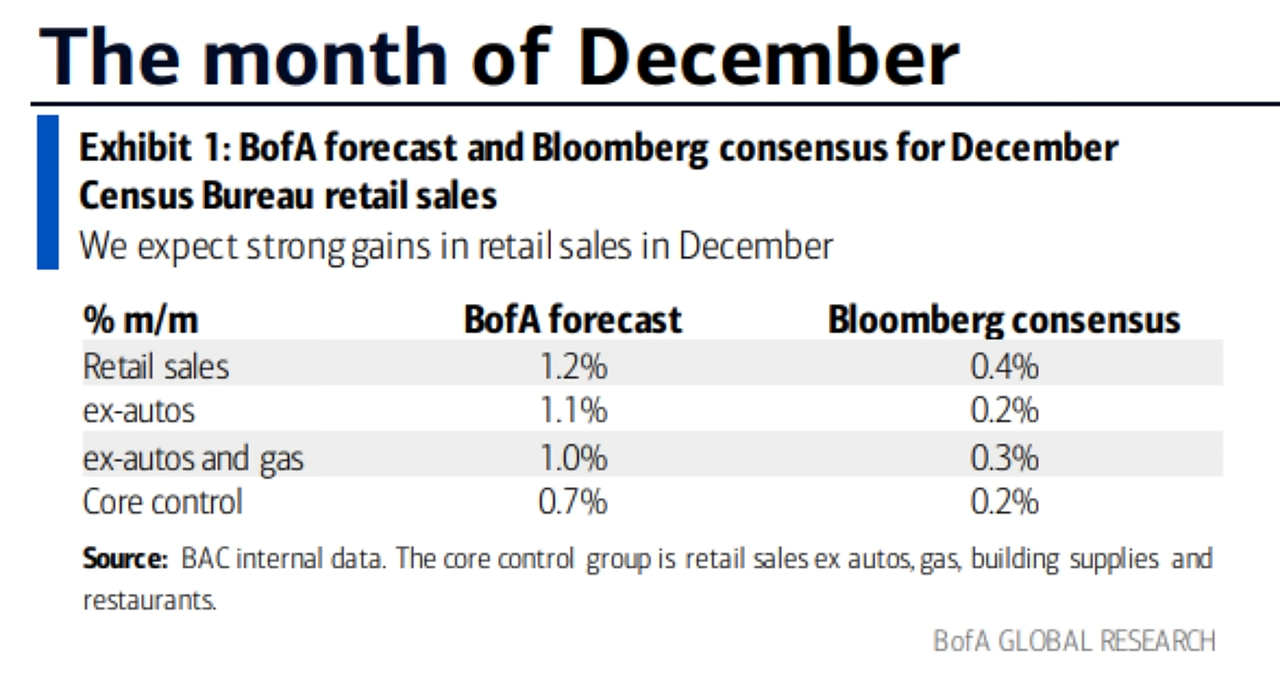 The month of December
Exhibit 1: BofA forecast and Bloomberg consensus for December
Census Bureau retail sales
We expect strong gains in retail sales in December
% m/m BofA forecast Bloomberg consensus
Retail sales 1.2% 0.4%
ex-autos 1.1% 0.2%
ex-autos and gas 1.0% 0.3%
Core control 0.7% 0.2%
Source: BAC internal data. The core control group is retail sales ex autos, gas, building supplies and
restaurants.
BofA GLOBAL RESEARCH